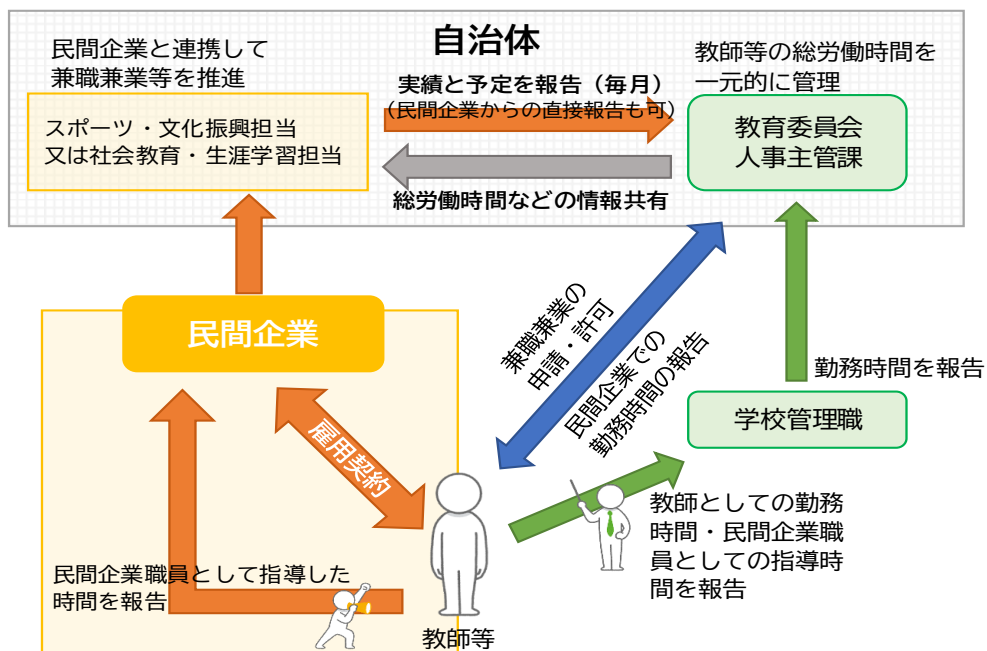 自治体
民間企業と連携して
兼職兼業等を推進
スポーツ・文化振興担当
又は社会教育・生涯学習担当
実績と予定を報告（毎月）
（民間企業からの直接報告も可）
総労働時間などの情報共有
教師等の総労働時間を
一元的に管理
教育委員会
人事主管課
民間企業
雇用契約
兼職兼業の
申請・許可
民間企業での
勤務時間の報告
勤務時間を報告
学校管理職
教師としての勤務
時間・民間企業職
員としての指導時
間を報告
民間企業職員として指導した
時間を報告
教師等